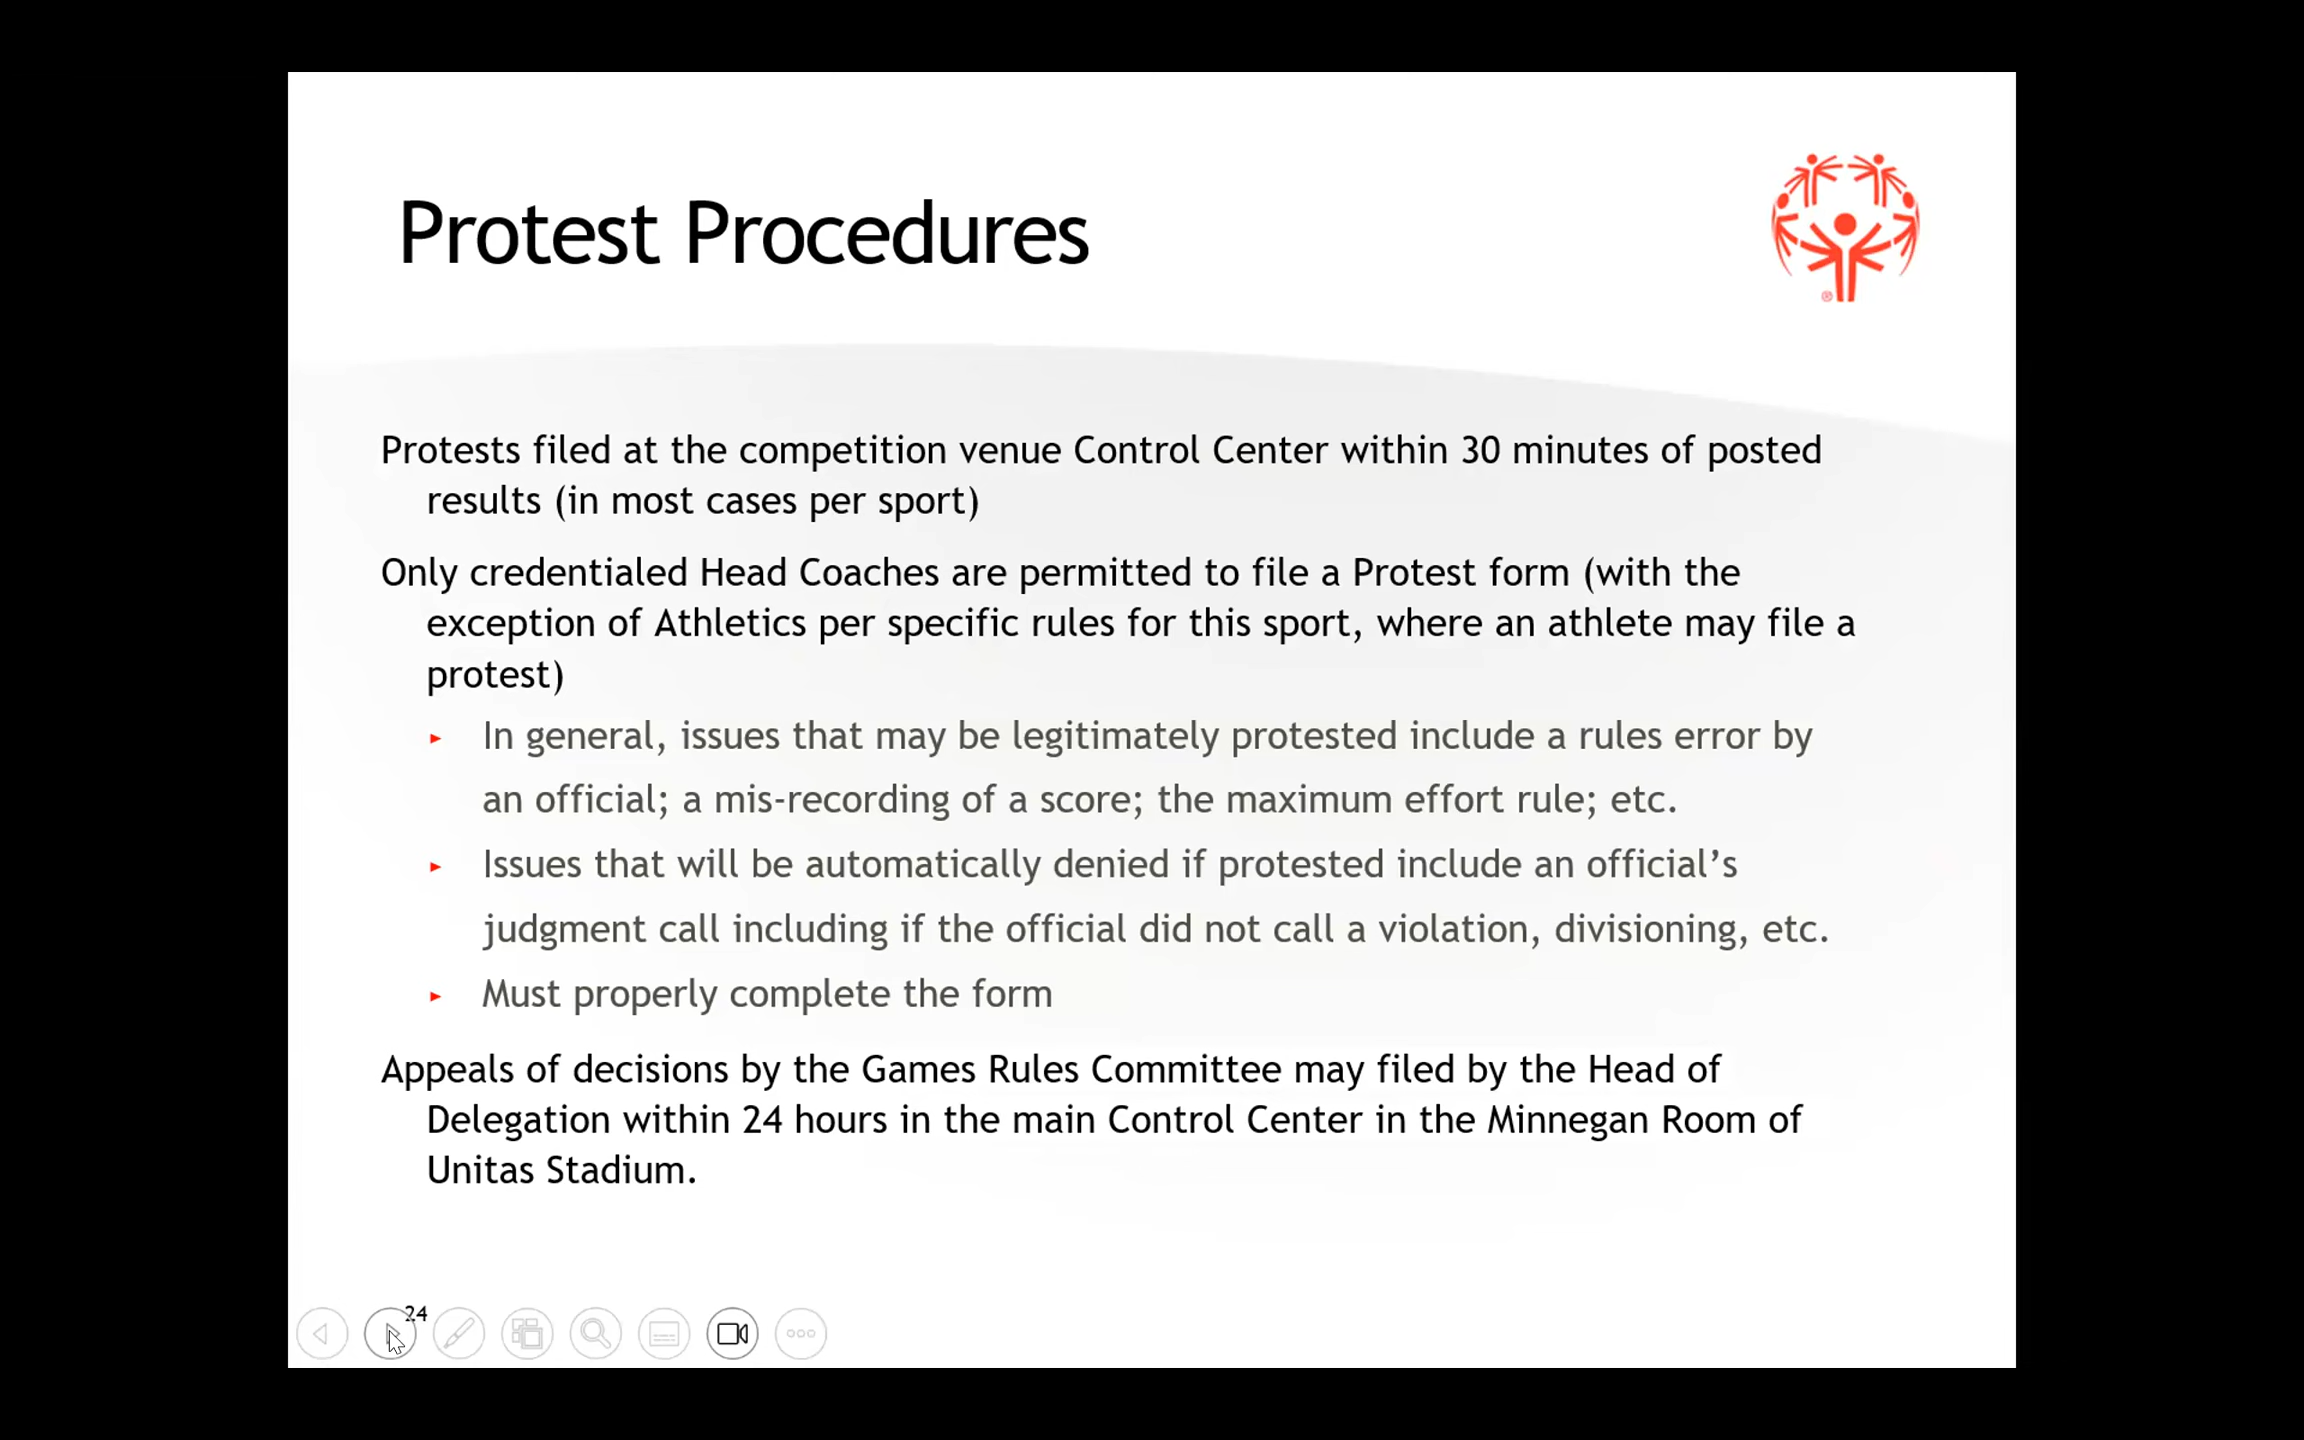 Protest Procedures
Protests filed at the competition venue Control Center within 30 minutes of posted
results (in most cases per sport)
Only credentialed Head Coaches are permitted to file a Protest form (with the
exception of Athletics per specific rules for this sport, where an athlete may file a
protest)
In general, issues that may be legitimately protested include a rules error by
an official; a mis-recording of a score; the maximum effort rule; etc.
Issues that will be automatically denied if protested include an official’s
judgment call including if the official did not call a violation, divisioning, etc.
Must properly complete the form
Appeals of decisions by the Games Rules Committee may filed by the Head of
Delegation within 24 hours in the main Control Center in the Minnegan Room of
Unitas Stadium.
24